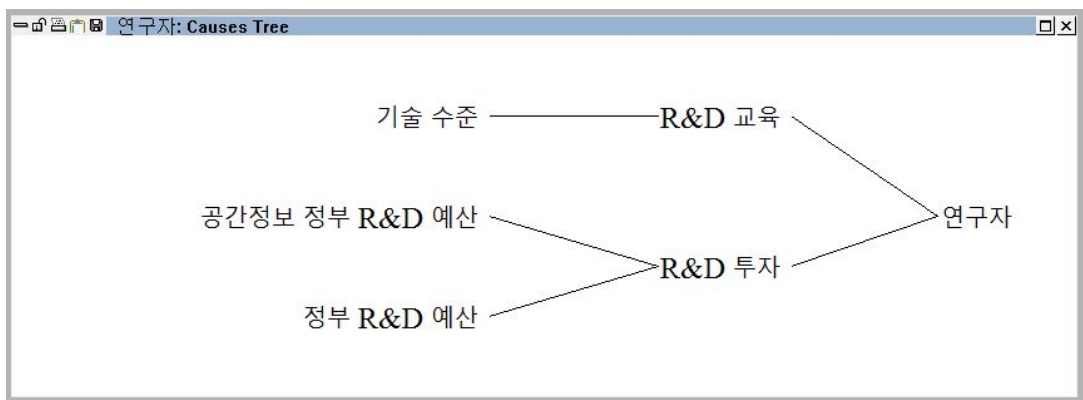 연구자: Causes Tree
기술 수준
R&D 교육
공간정보 정부 R&D 예산
연구자
R&D 투자
정부 R&D 예산